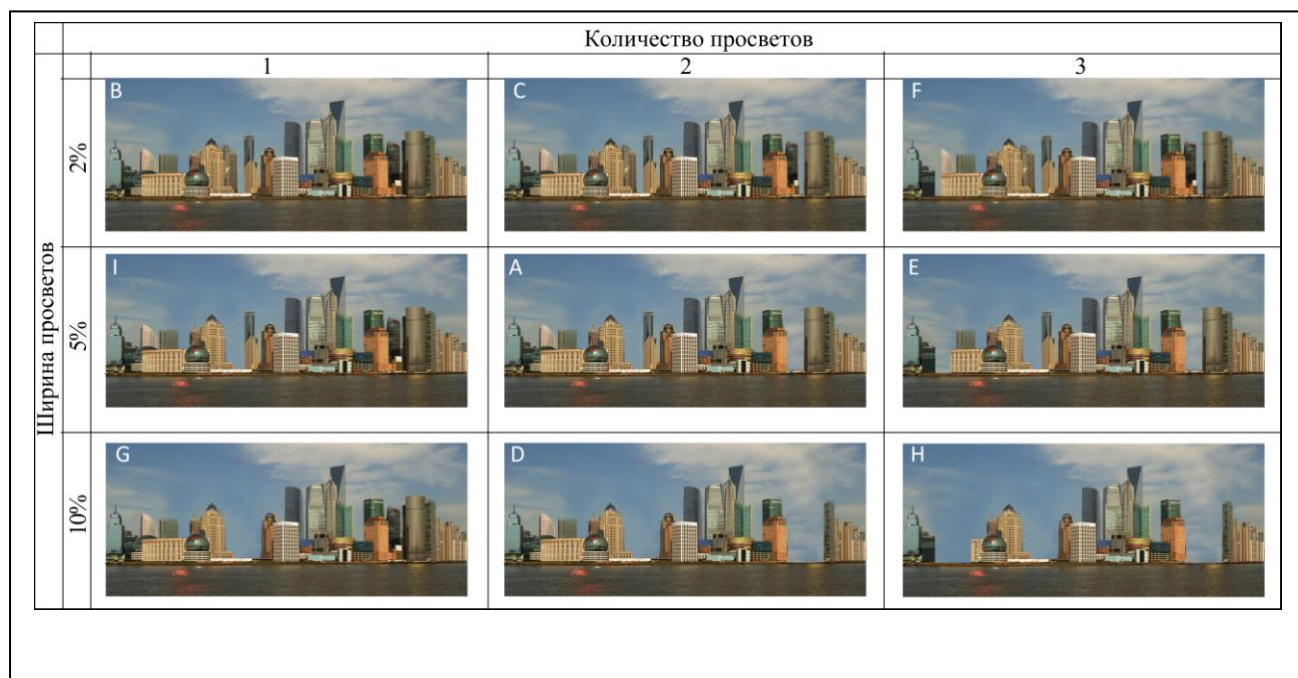 Количество просветов
1 2 3
Ширина просветов
2%
B C F
5%
I A E
10%
G D H